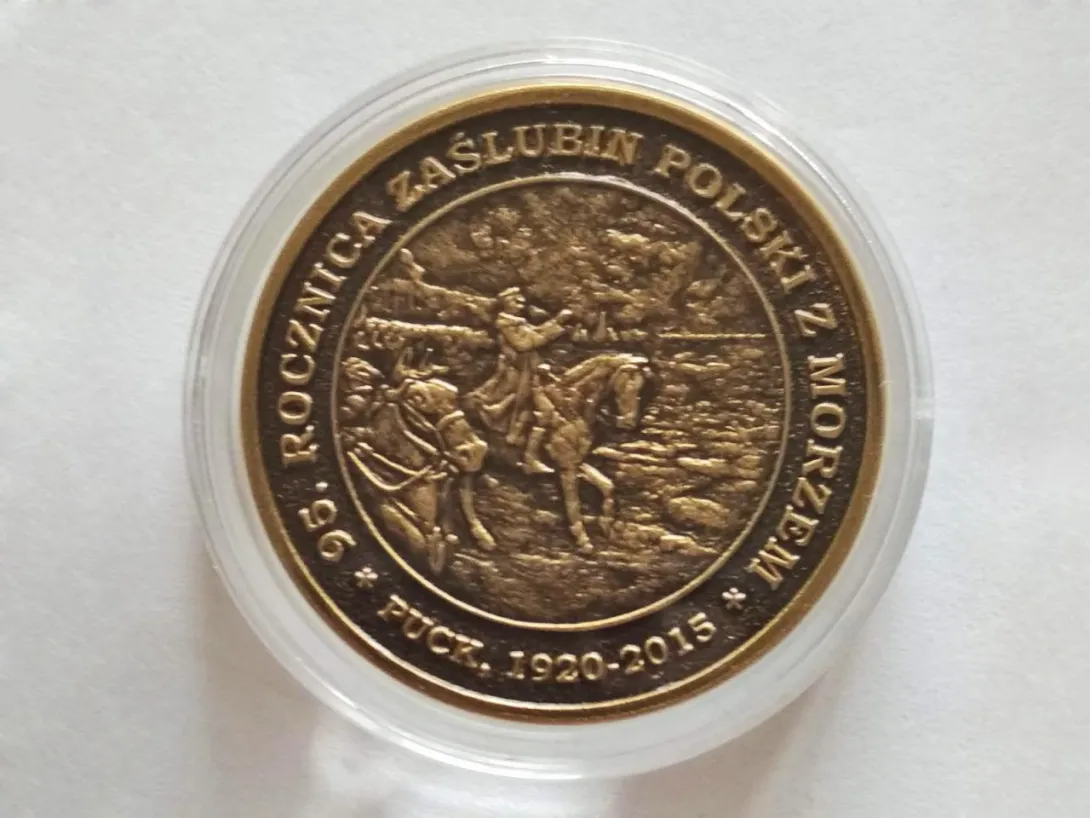 95. ROCZNICA ZAŚLUBIN POLSKI Z MORZEM
* PUCK, 1920-2015 *